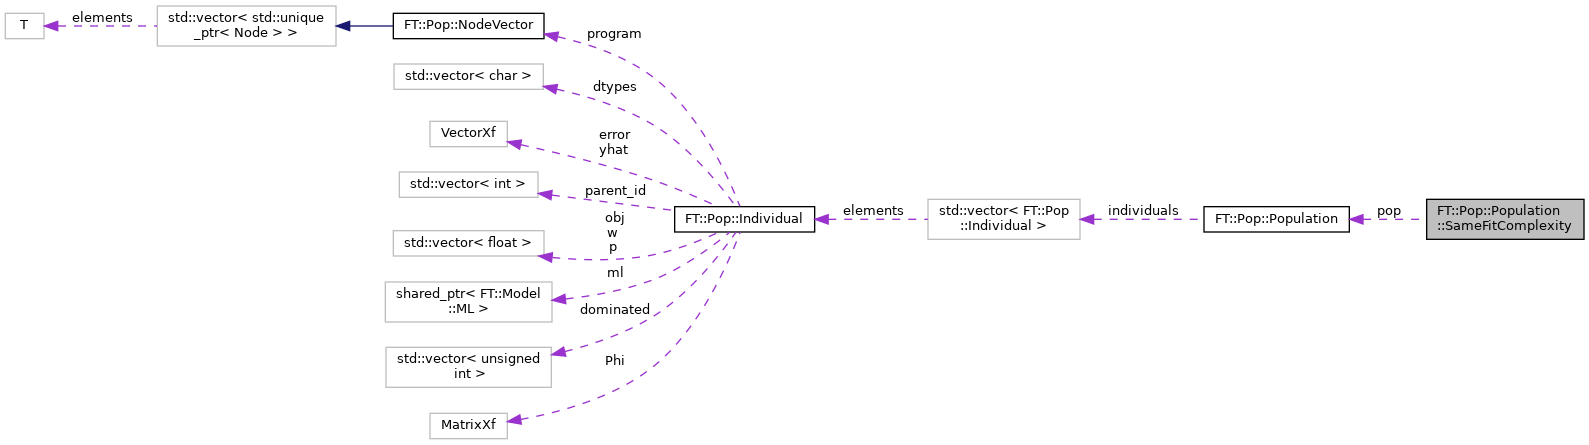 T
elements
std::vector< std::unique
_ptr< Node > >
FT::Pop::NodeVector
program
std::vector< char >
dtypes
VectorXf
error
yhat
std::vector< int >
parent_id
std::vector< float >
obj
w
p
shared_ptr< FT::Model
::ML >
ml
std::vector< unsigned
int >
dominated
MatrixXf
Phi
FT::Pop::Individual
elements
std::vector< FT::Pop
::Individual >
individuals
FT::Pop::Population
pop
FT::Pop::Population
::SameFitComplexity